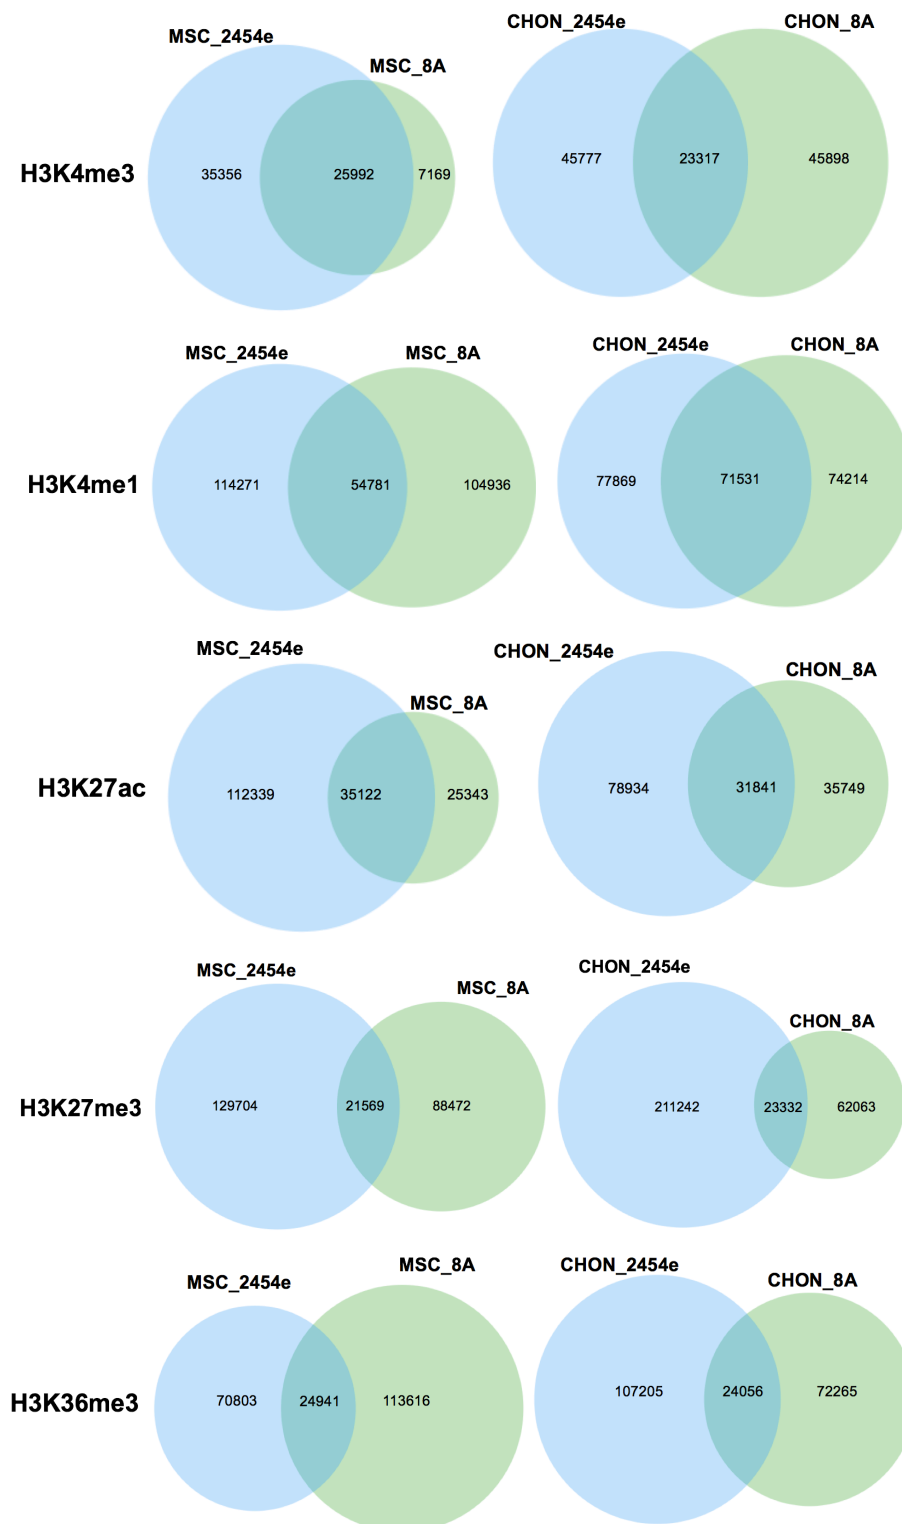 MSC_2454e
MSC_8A
CHON_2454e
CHON_8A
H3K4me3
35356
25992
7169
45777
23317
45898
MSC_2454e
MSC_8A
CHON_2454e
CHON_8A
H3K4me1
114271
54781
104936
77869
71531
74214
MSC_2454e
MSC_8A
CHON_2454e
CHON_8A
H3K27ac
112339
35122
25343
78934
31841
35749
MSC_2454e
MSC_8A
CHON_2454e
CHON_8A
H3K27me3
129704
21569
88472
211242
23332
62063
MSC_2454e
MSC_8A
CHON_2454e
CHON_8A
H3K36me3
70803
24941
113616
107205
24056
72265